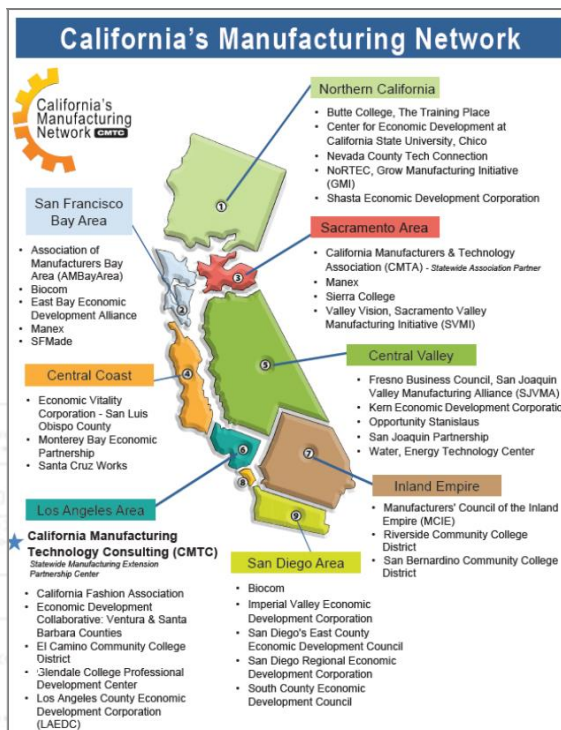 California's Manufacturing Network
California's
Manufacturing
Network CMTC
Northern California
• Butte College, The Training Place
• Center for Economic Development at
California State University, Chico
• Nevada County Tech Connection
• NoRTEC, Grow Manufacturing Initiative
(GMI)
• Shasta Economic Development Corporation
San Francisco
Bay Area
• Association of
Manufacturers Bay
Area (AMBayArea)
• Biocom
• East Bay Economic
Development Alliance
• Manex
• SFMade
Sacramento Area
• California Manufacturers & Technology
Association (CMTA) - Statewide Association Partner
• Manex
• Sierra College
• Valley Vision, Sacramento Valley
Manufacturing Initiative (SVMI)
Central Valley
• Fresno Business Council, San Joaquin
Valley Manufacturing Alliance (SJVMA)
• Kern Economic Development Corporatio
• Opportunity Stanislaus
• San Joaquin Partnership
• Water, Energy Technology Center
Central Coast
• Economic Vitality
Corporation - San Luis
Obispo County
• Monterey Bay Economic
Partnership
• Santa Cruz Works
Inland Empire
• Manufacturers' Council of the Inland
Empire (MCIE)
• Riverside Community College
District
• San Bernardino Community College
District
Los Angeles Area
California Manufacturing
Technology Consulting (CMTC)
Statewide Manufacturing Extension
Partnership Center
• California Fashion Association
• Economic Development
Collaborative: Ventura & Santa
Barbara Counties
• El Camino Community College
District
• Glendale College Professional
Development Center
• Los Angeles County Economic
Development Corporation
(LAEDC)
San Diego Area
• Biocom
• Imperial Valley Economic
Development Corporation
• San Diego's East County
Economic Development Council
• San Diego Regional Economic
Development Corporation
• South County Economic
Development Council
1
2
3
4
5
6
7
8
9